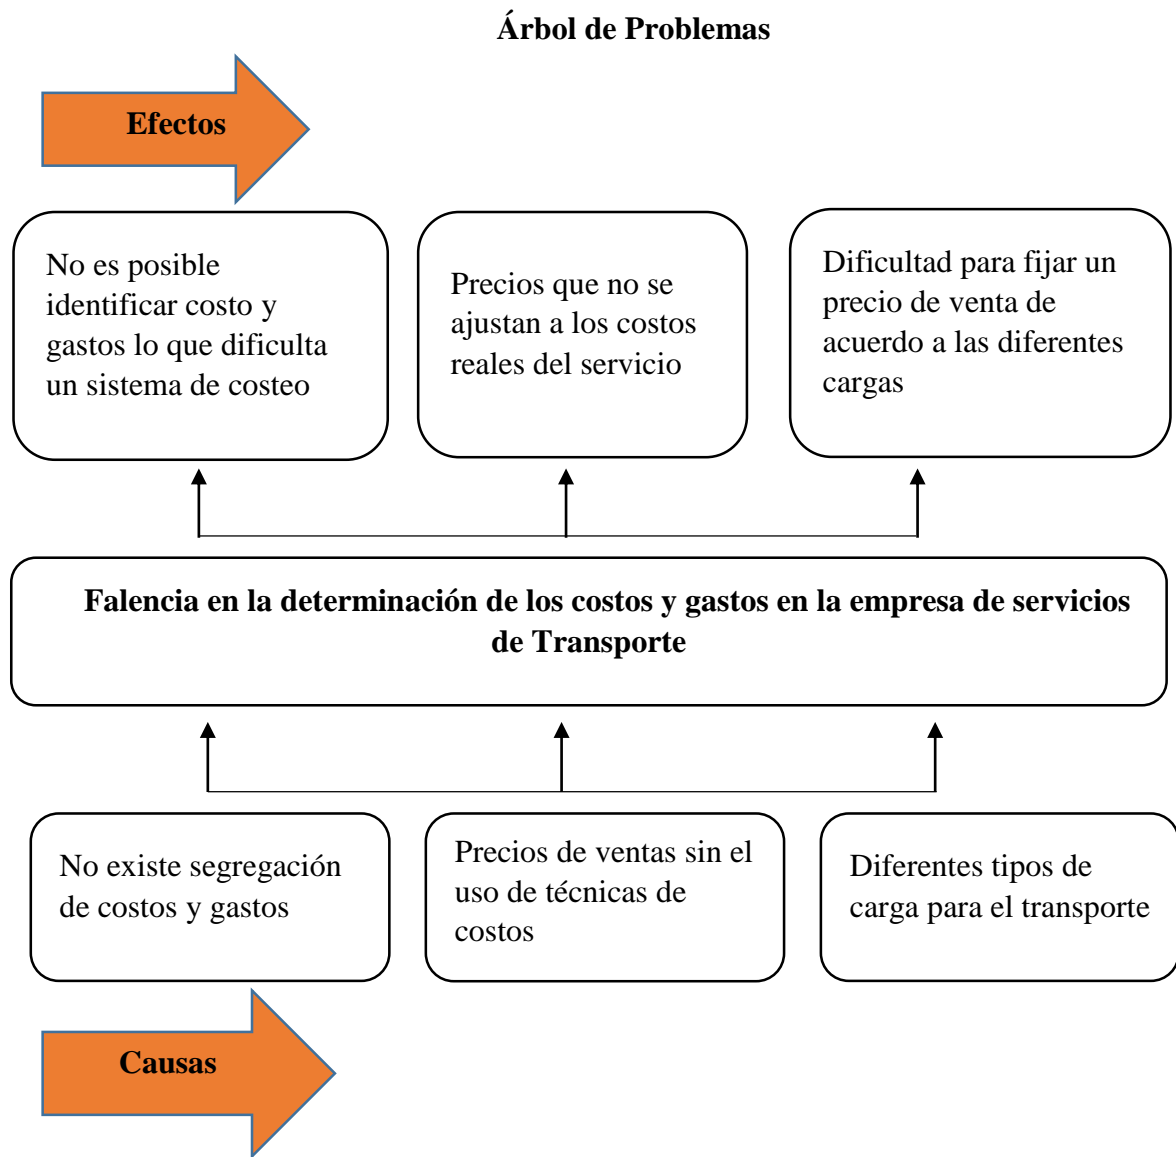 Árbol de Problemas
Efectos
No es posible
identificar costo y
gastos lo que dificulta
un sistema de costeo
Precios que no se
ajustan a los costos
reales del servicio
Dificultad para fijar un
precio de venta de
acuerdo a las diferentes
cargas
Falencia en la determinación de los costos y gastos en la empresa de servicios
de Transporte
No existe segregación
de costos y gastos
Precios de ventas sin el
uso de técnicas de
costos
Diferentes tipos de
carga para el transporte
Causas